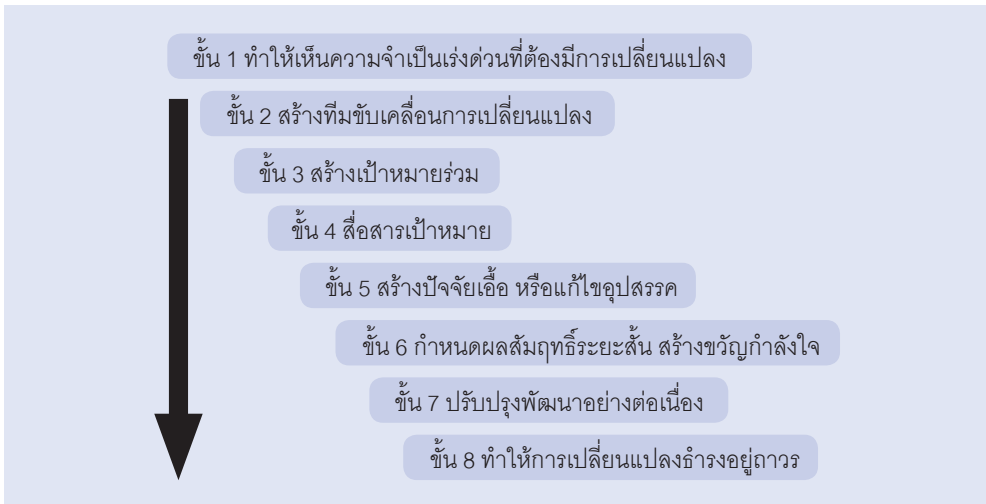 ขั้น 1 ทำให้เห็นความจำเป็นเร่งด่วนที่ต้องมีการเปลี่ยนแปลง
ขั้น 2 สร้างทีมขับเคลื่อนการเปลี่ยนแปลง
ขั้น 3 สร้างเป้าหมายร่วม
ขั้น 4 สื่อสารเป้าหมาย
ขั้น 5 สร้างปัจจัยเอื้อ หรือแก้ไขอุปสรรค
ขั้น 6 กำหนดผลสัมฤทธิ์ระยะสั้น สร้างขวัญกำลังใจ
ขั้น 7 ปรับปรุงพัฒนาอย่างต่อเนื่อง
ขั้น 8 ทำให้การเปลี่ยนแปลงธำรงอยู่ถาวร